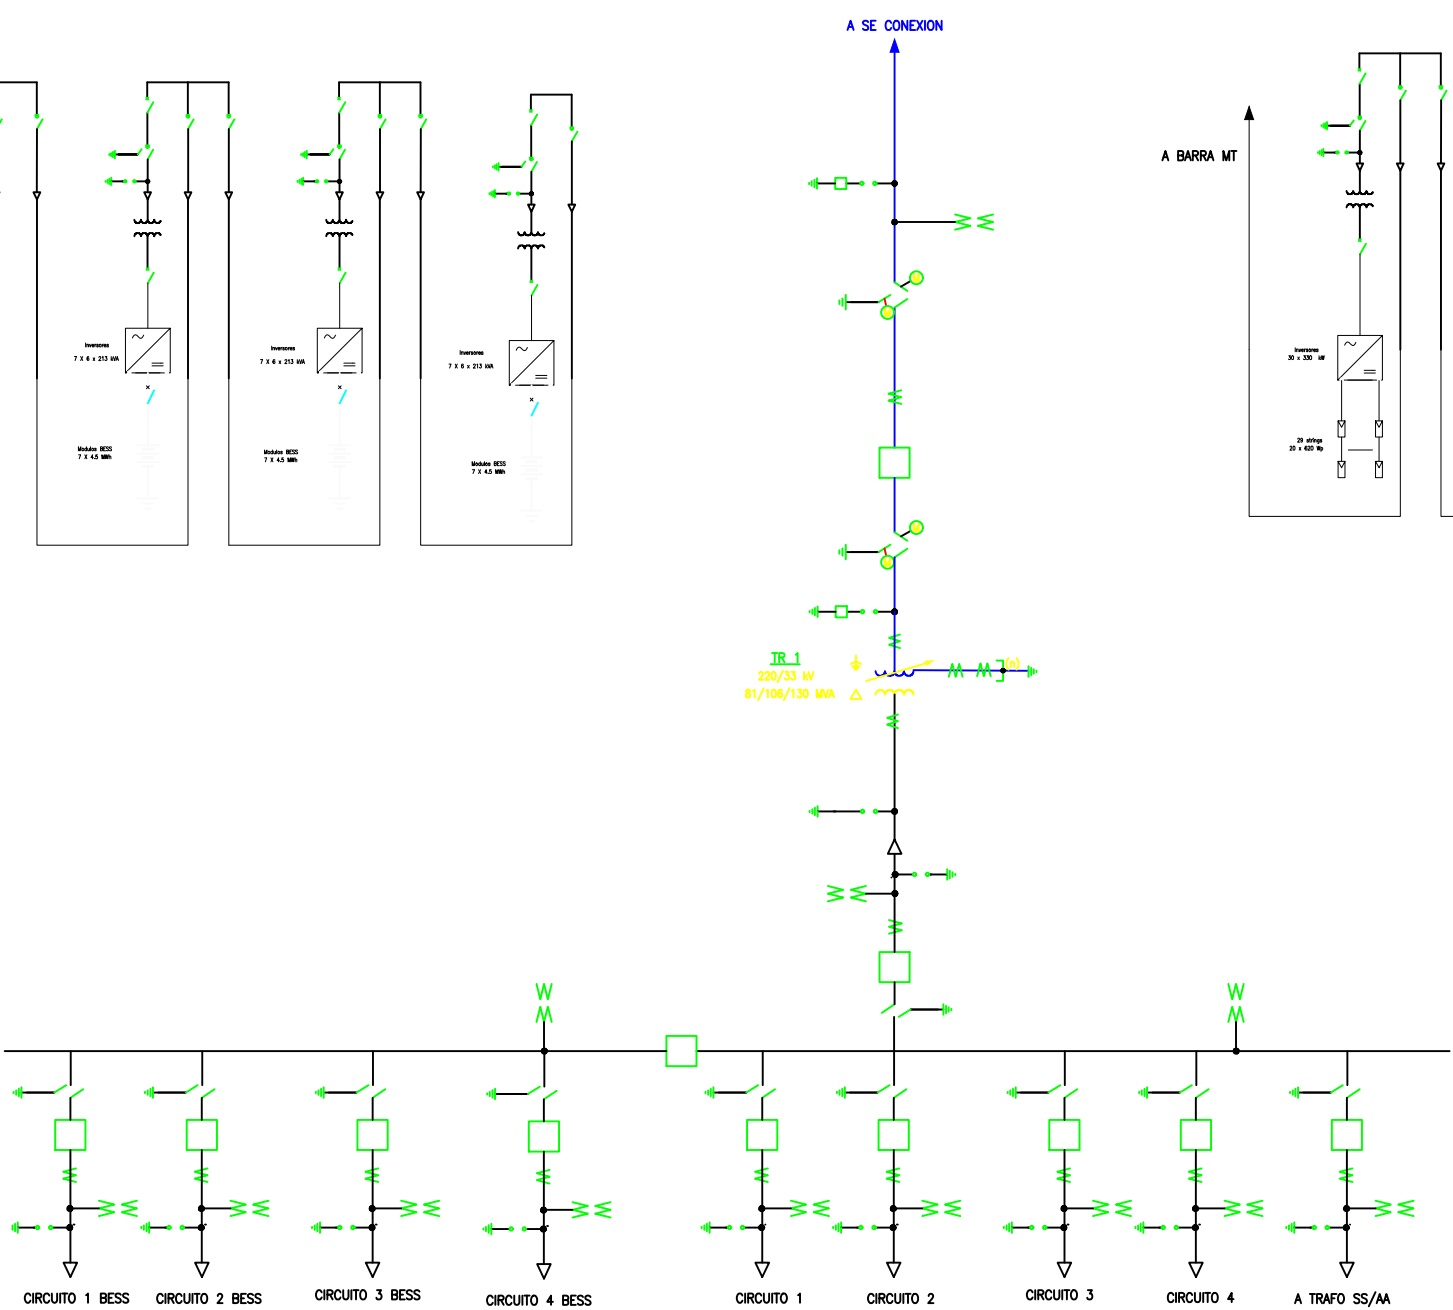 A SE CONEXION
A BARRA MT
Inversores
7 X 6 x 213 kVA
Inversores
7 X 6 x 213 kVA
Inversores
7 X 6 x 213 kVA
Inversores
30 x 330 kW
Modulos BESS
7 X 4.5 MWh
Modulos BESS
7 X 4.5 MWh
Modulos BESS
7 X 4.5 MWh
29 strings
20 x 620 Wp
M
M
M
M
TR 1
220/33 kV
81/106/130 MVA
(n)
CIRCUITO 1 BESS
CIRCUITO 2 BESS
CIRCUITO 3 BESS
CIRCUITO 4 BESS
CIRCUITO 1
CIRCUITO 2
CIRCUITO 3
CIRCUITO 4
A TRAFO SS/AA